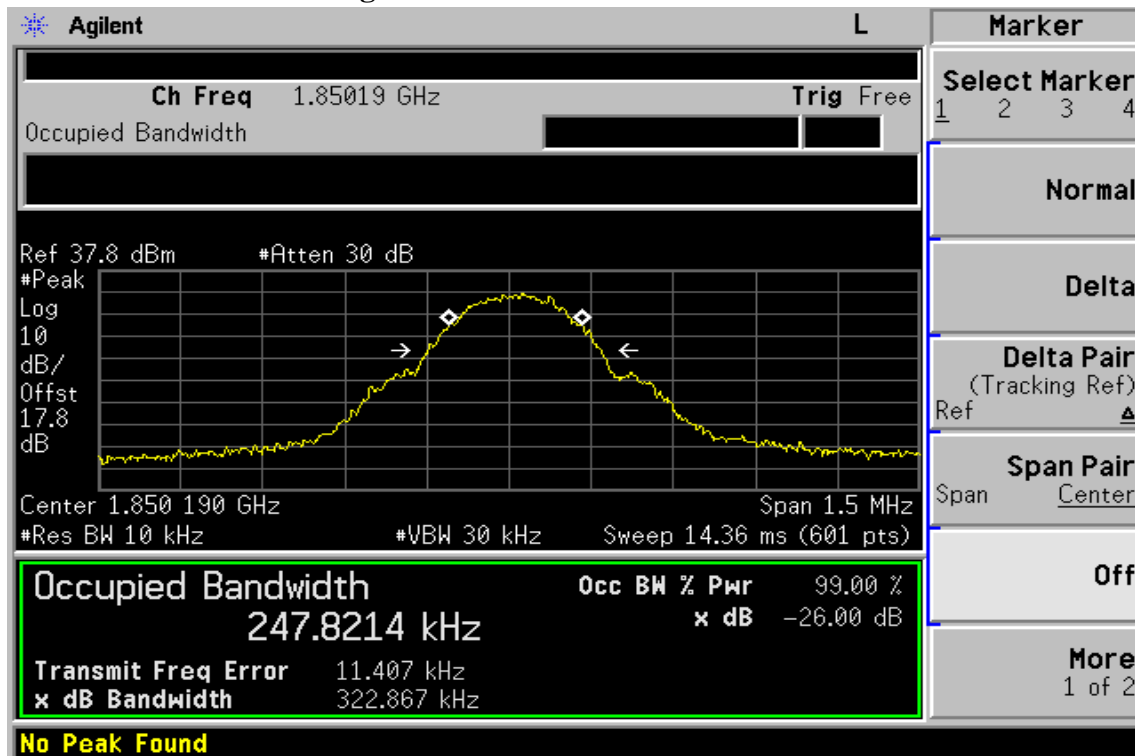 Agilent L Marker
Ch Freq 1.85019 GHz Trig Free
Occupied Bandwidth
Select Marker
1 2 3 4
Normal
Delta
Delta Pair
(Tracking Ref)
Ref Δ
Span Pair
Span Center
Off
More
1 of 2
Ref 37.8 dBm #Atten 30 dB
#Peak
Log
10
dB/
Offst
17.8
dB
Center 1.850 190 GHz Span 1.5 MHz
#Res BW 10 kHz #VBW 30 kHz Sweep 14.36 ms (601 pts)
Occupied Bandwidth Occ BW % Pwr 99.00 %
247.8214 kHz x dB -26.00 dB
Transmit Freq Error 11.407 kHz
x dB Bandwidth 322.867 kHz
No Peak Found